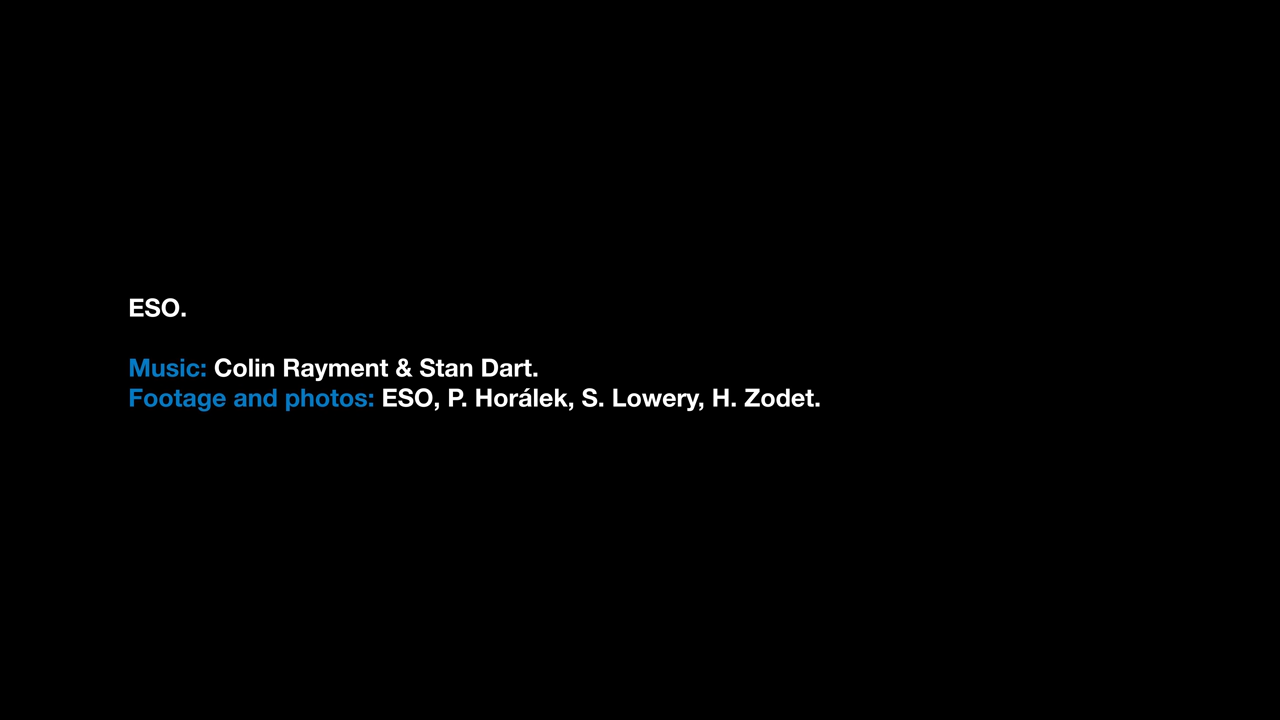 ESO.
Music: Colin Rayment & Stan Dart.
Footage and photos: ESO, P. Horálek, S. Lowery, H. Zodet.